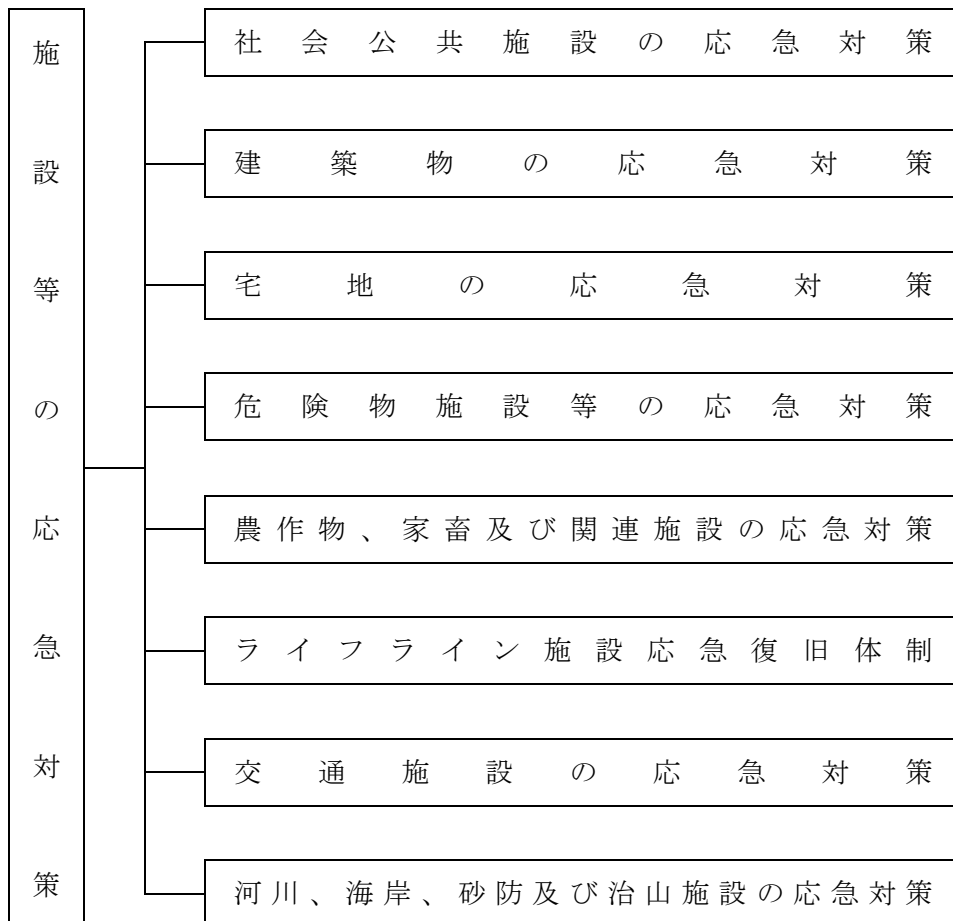 施設等の応急対策
社会公共施設の応急対策
建築物の応急対策
宅地の応急対策
危険物施設等の応急対策
農作物、家畜及び関連施設の応急対策
ライフライン施設応急復旧体制
交通施設の応急対策
河川、海岸、砂防及び治山施設の応急対策